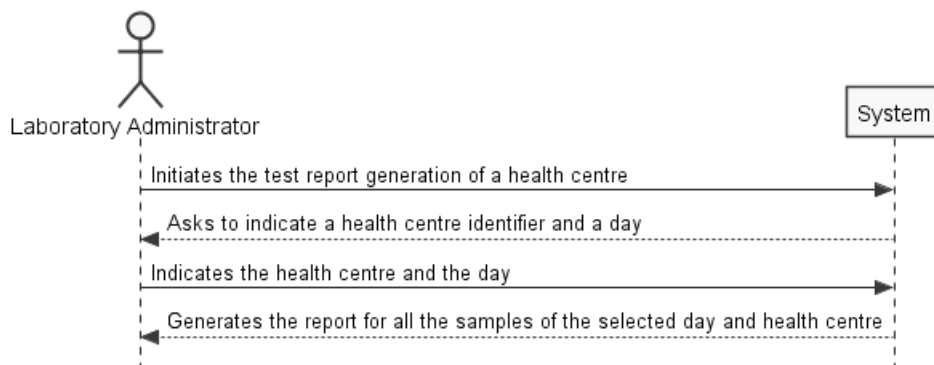 Laboratory Administrator
System
Initiates the test report generation of a health centre
Asks to indicate a health centre identifier and a day
Indicates the health centre and the day
Generates the report for all the samples of the selected day and health centre